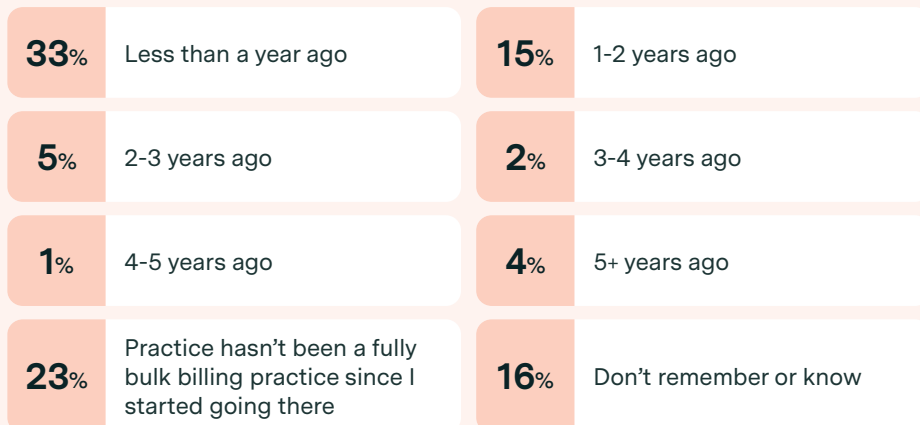 33% Less than a year ago
15% 1-2 years ago
5% 2-3 years ago
2% 3-4 years ago
1% 4-5 years ago
4% 5+ years ago
23% Practice hasn’t been a fully
bulk billing practice since I
started going there
16% Don’t remember or know